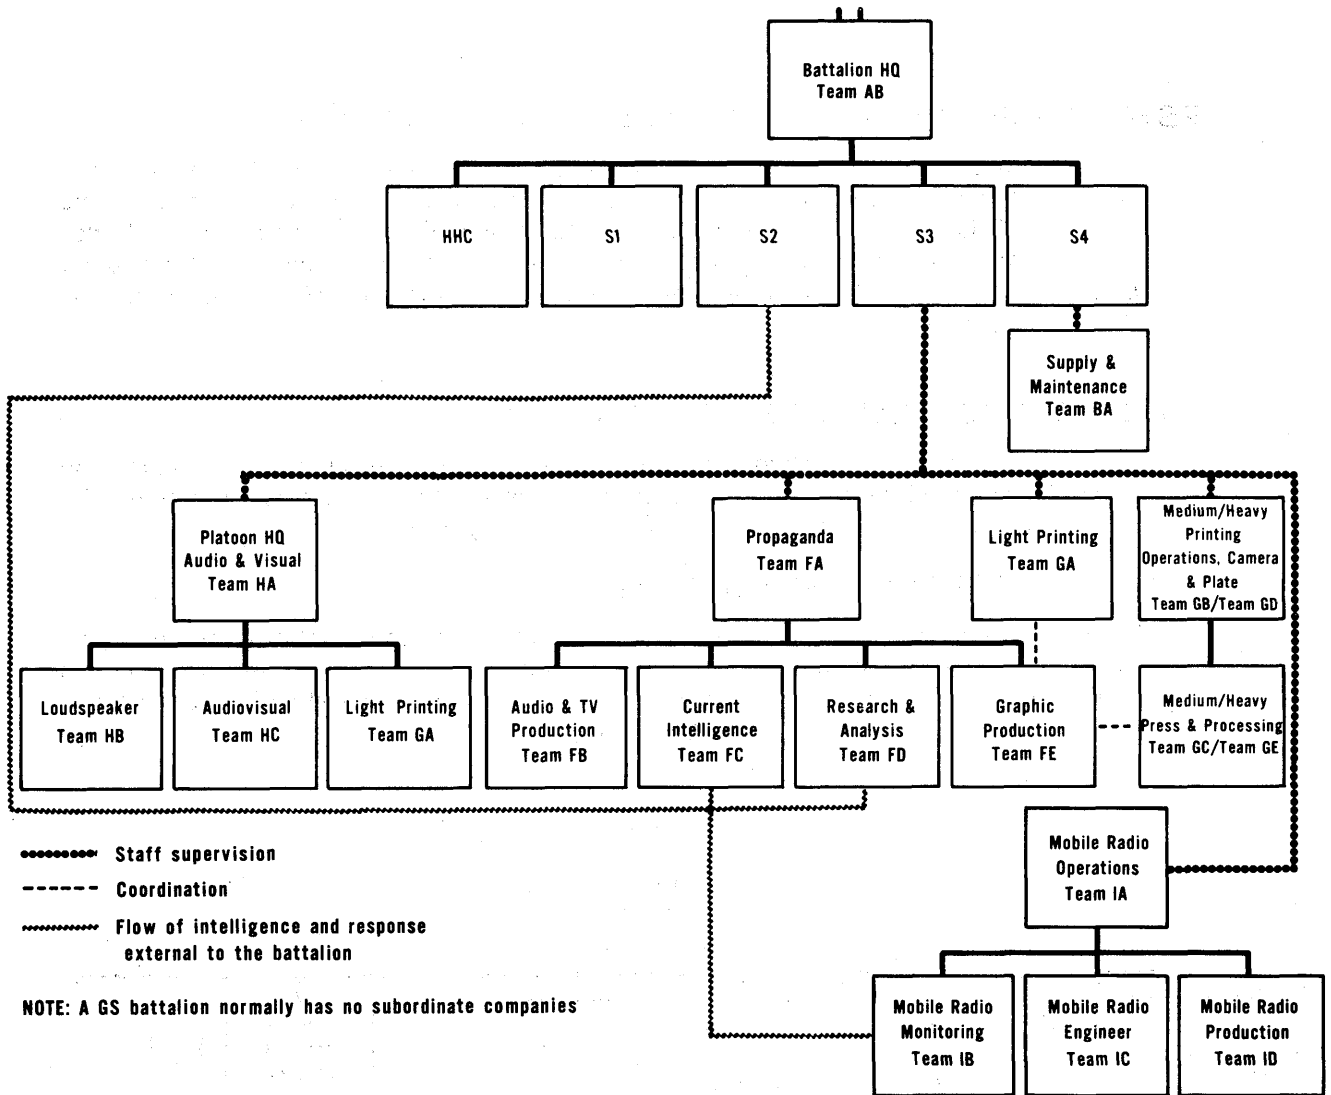 Battalion HQ
Team AB
HHC
S1
S2
S3
S4
Supply &
Maintenance
Team BA
Platoon HQ
Audio & Visual
Team HA
Propaganda
Team FA
Light Printing
Team GA
Medium/Heavy
Printing
Operations, Camera
& Plate
Team GB/Team GD
Loudspeaker
Team HB
Audiovisual
Team HC
Light Printing
Team GA
Audio & TV
Production
Team FB
Current
Intelligence
Team FC
Research &
Analysis
Team FD
Graphic
Production
Team FE
Medium/Heavy
Press & Processing
Team GC/Team GE
Mobile Radio
Operations
Team IA
Staff supervision
Coordination
Flow of intelligence and response
external to the battalion
NOTE: A GS battalion normally has no subordinate companies
Mobile Radio
Monitoring
Team IB
Mobile Radio
Engineer
Team IC
Mobile Radio
Production
Team ID